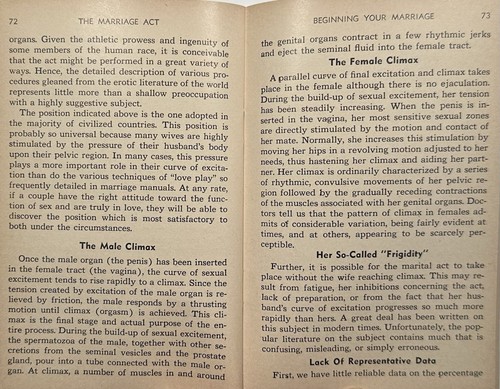 72 THE MARRIAGE ACT
organs. Given the athletic prowess and ingenuity of
some members of the human race, it is conceivable
that the act might be performed in a great variety of
ways. Hence, the detailed description of various pro-
cedures gleaned from the erotic literature of the world
represents little more than a shallow preoccupation
with a highly suggestive subject.
The position indicated above is the one adopted in
the majority of civilized countries. This position is
probably so universal because many wives are highly
stimulated by the pressure of their husband's body
upon their pelvic region. In many cases, this pressure
plays a more important role in their curve of excita-
tion than do the various techniques of "love play" so
frequently detailed in marriage manuals. At any rate,
if a couple have the right attitude toward the func-
tion of sex and are truly in love, they will be able to
discover the position which is most satisfactory to
both under the circumstances.
The Male Climax
Once the male organ (the penis) has been inserted
in the female tract (the vagina), the curve of sexual
excitement tends to rise rapidly to a climax. Since the
tension created by excitation of the male organ is re-
lieved by friction, the male responds by a thrusting
motion until climax (orgasm) is achieved. This cli-
max is the final stage and actual purpose of the en-
tire process. During the build-up of sexual excitement,
the spermatozoa of the male, together with other se-
cretions from the seminal vesicles and the prostate
gland, pour into a tube connected with the male or-
gan. At climax, a number of muscles in and around
BEGINNING YOUR MARRIAGE 73
the genital organs contract in a few rhythmic jerks
and eject the seminal fluid into the female tract.
The Female Climax
A parallel curve of final excitation and climax takes
place in the female although there is no ejaculation.
During the build-up of sexual excitement, her tension
has been steadily increasing. When the penis is in-
serted in the vagina, her most sensitive sexual zones
are directly stimulated by the motion and contact of
her mate. Normally, she increases this stimulation by
moving her hips in a revolving motion adjusted to her
needs, thus hastening her climax and aiding her part-
ner. Her climax is ordinarily characterized by a series
of rhythmic, convulsive movements of her pelvic re-
gion followed by the gradually receding contractions
of the muscles associated with her genital organs. Doc-
tors tell us that the pattern of climax in females ad-
mits of considerable variation, being fairly evident at
times, and at others, appearing to be scarcely per-
ceptible.
Her So-Called "Frigidity"
Further, it is possible for the marital act to take
place without the wife reaching climax. This may re-
sult from fatigue, her inhibitions concerning the act,
lack of preparation, or from the fact that her hus-
band's curve of excitation progresses so much more
rapidly than hers. A great deal has been written on
this subject in modern times. Unfortunately, the pop-
ular literature on the subject contains much that is
confusing, misleading, or simply erroneous.
Lack Of Representative Data
First, we have little reliable data on the percentage